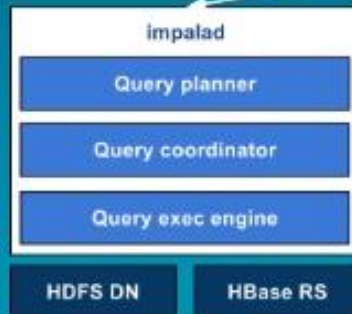 impalad
Query planner
Query coordinator
Query exec engine
HDFS DN HBase RS